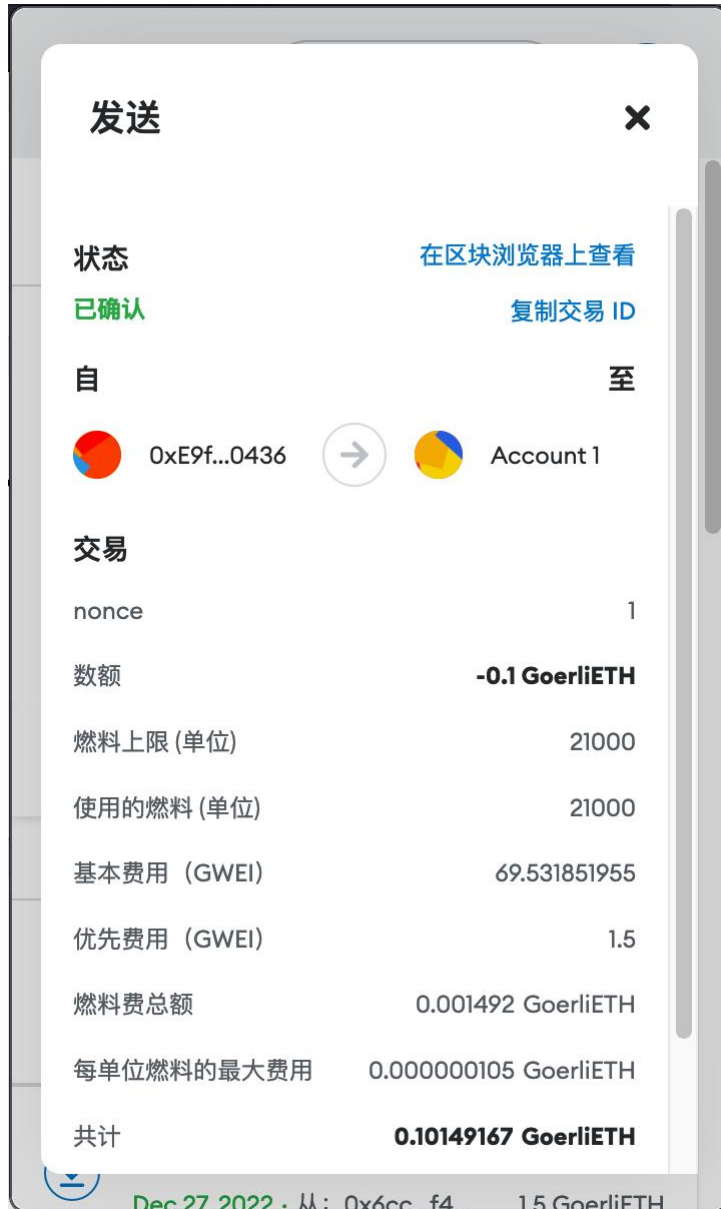 发送
状态 在区块浏览器上查看
已确认 复制交易 ID
自 至
0xE9f...0436 Account 1
交易
nonce 1
数额 -0.1 GoerliETH
燃料上限 (单位) 21000
使用的燃料 (单位) 21000
基本费用（GWEI） 69.531851955
优先费用（GWEI） 1.5
燃料费总额 0.001492 GoerliETH
每单位燃料的最大费用 0.000000105 GoerliETH
共计 0.10149167 GoerliETH
Dec 27, 2022 · 从：0x6cc...f4... 1.5 GoerliETH